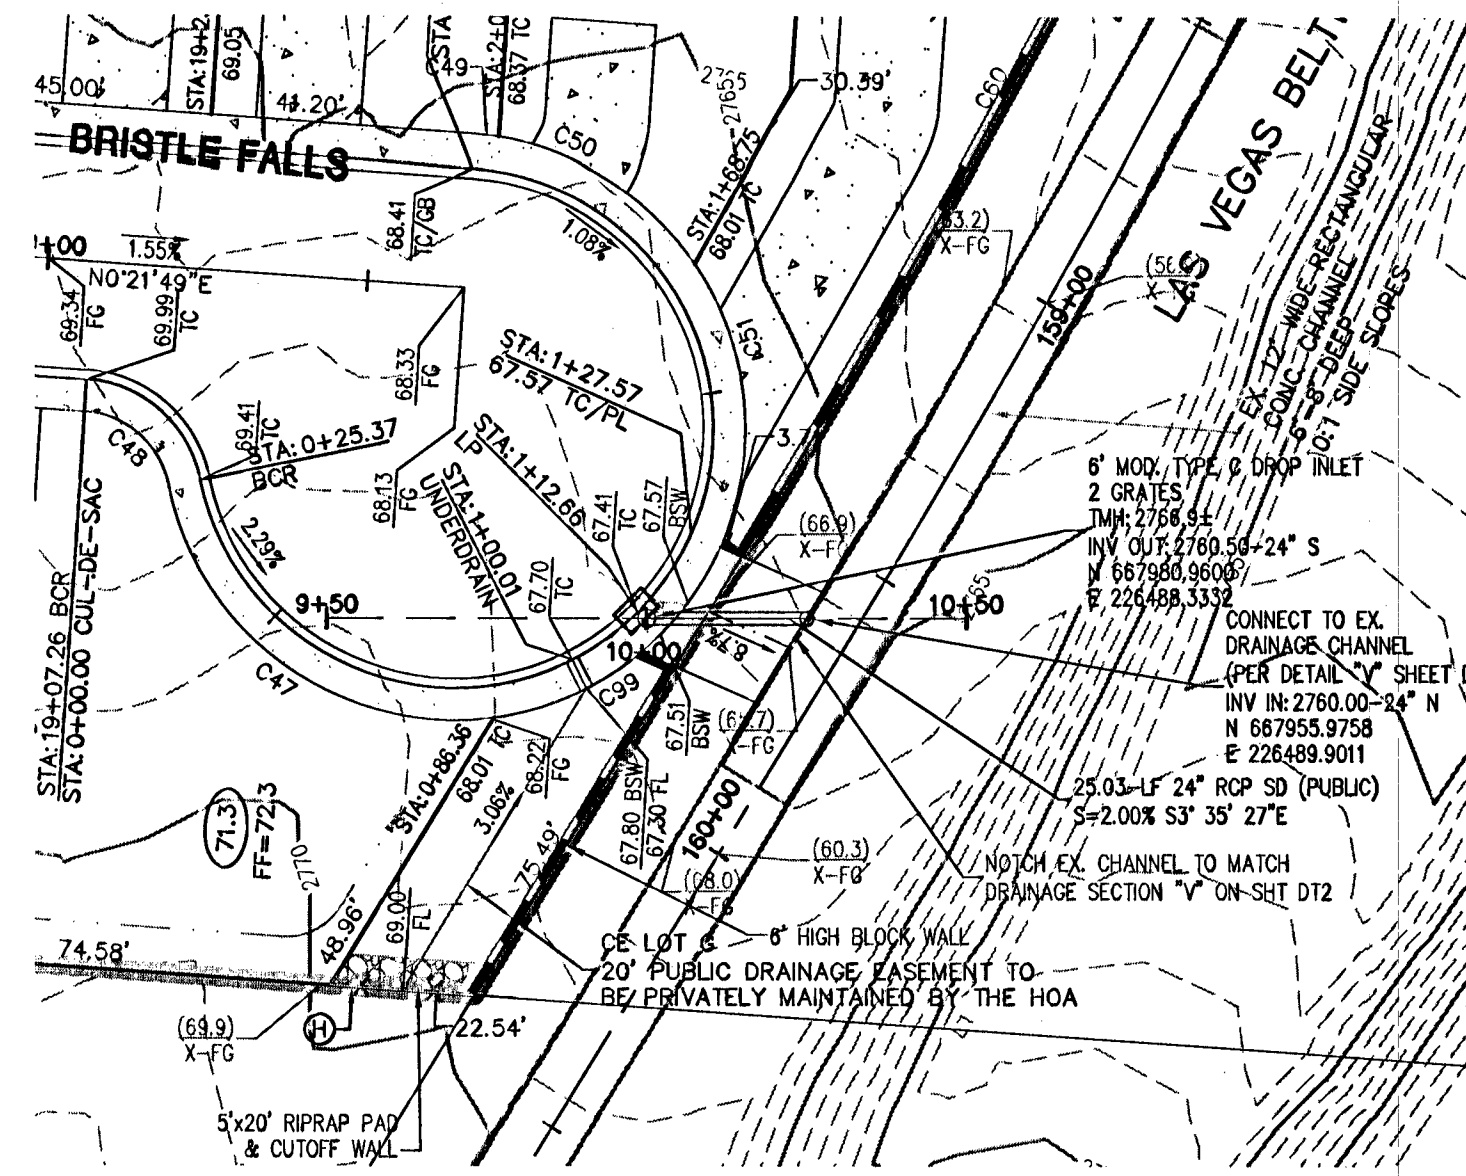 STA: 19+2
69.05
STA
C49
STA: 2+0
68.37 TC
45.00'
41.20'
BRISTLE FALLS
C50
2765
2765
30.39'
C60
LAS VEGAS BELT
STA: 1+68.75
68.01 TC
68.41
TC/GB
1.08%
+00
1.55%
N0°21'49"E
69.34
FG
69.99
TC
68.33
FG
C51
(63.2)
X-FG
159+00
EX. 12' WIDE RECTANGULAR
CONC. CHANNEL
6'-8' DEEP
0:1 SIDE SLOPES
STA: 1+27.57
67.57 TC/PL
C48
69.41
TC
STA: 0+25.37
BCR
68.13
FG
STA: 1+12.66
LP
STA: 1+00.01
UNDERDRAIN
67.41
TC
67.57
BSW
67.70
TC
3.7
(66.9)
X-FG
6' MOD. TYPE C DROP INLET
2 GRATES
TMH: 2766.9±
INV OUT: 2760.50-24" S
N 667980.9600
E 226488.3332
2.29%
9+50
10+00
8.7%
10+50
CONNECT TO EX.
DRAINAGE CHANNEL
(PER DETAIL "V" SHEET
INV IN: 2760.00-24" N
N 667955.9758
E 226489.9011
STA: 19+07.26 BCR
STA: 0+00.00 CUL-DE-SAC
C47
C99
67.51
BSW
X-FG
STA: 0+86.36
68.01 TC
3.06%
68.22
FG
67.80 BSW
67.30 FL
160+00
25.03-LF 24" RCP SD (PUBLIC)
S=2.00% S3° 35' 27"E
71.3
FF=72.3
2770
75.49'
(68.0)
X-FG
(60.3)
X-FG
NOTCH EX. CHANNEL TO MATCH
DRAINAGE SECTION "V" ON SHT DT2
74.58'
48.96'
69.00
FL
CE LOT G
6' HIGH BLOCK WALL
20' PUBLIC DRAINAGE EASEMENT TO
BE PRIVATELY MAINTAINED BY THE HOA
(69.9)
X-FG
H
22.54'
5'x20' RIPRAP PAD
& CUTOFF WALL